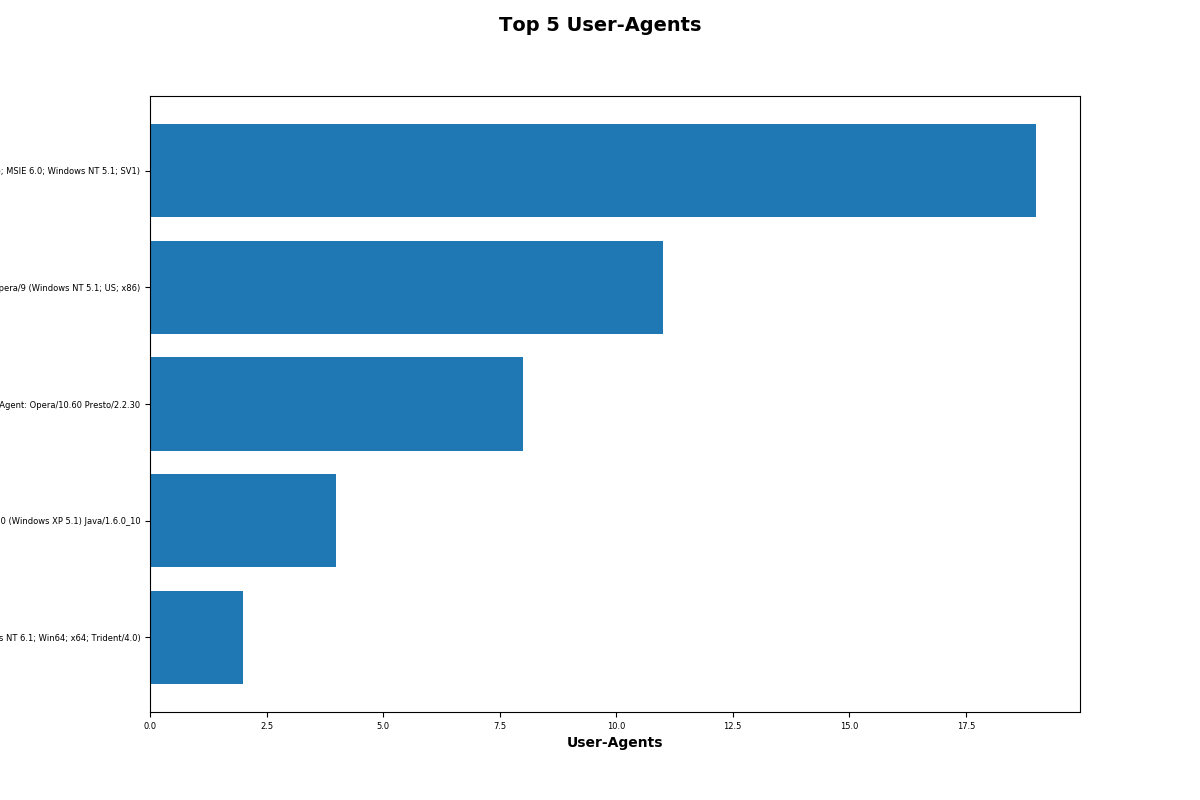 Top 5 User-Agents
; MSIE 6.0; Windows NT 5.1; SV1)
pera/9 (Windows NT 5.1; US; x86)
Agent: Opera/10.60 Presto/2.2.30
0 (Windows XP 5.1) Java/1.6.0_10
s NT 6.1; Win64; x64; Trident/4.0)
0.0 2.5 5.0 7.5 10.0 12.5 15.0 17.5
User-Agents